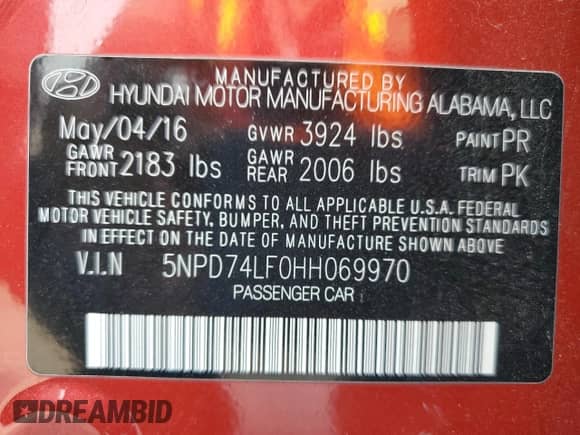 MANUFACTURED BY
HYUNDAI MOTOR MANUFACTURING ALABAMA, LLC
May/04/16 GVWR 3924 lbs PAINT PR
GAWR FRONT 2183 lbs GAWR REAR 2006 lbs TRIM PK
THIS VEHICLE CONFORMS TO ALL APPLICABLE U.S.A. FEDERAL
MOTOR VEHICLE SAFETY, BUMPER, AND THEFT PREVENTION STANDARDS
IN EFFECT ON THE DATE OF MANUFACTURE SHOWN ABOVE
V.I.N 5NPD74LF0HH069970
PASSENGER CAR
DREAMBID